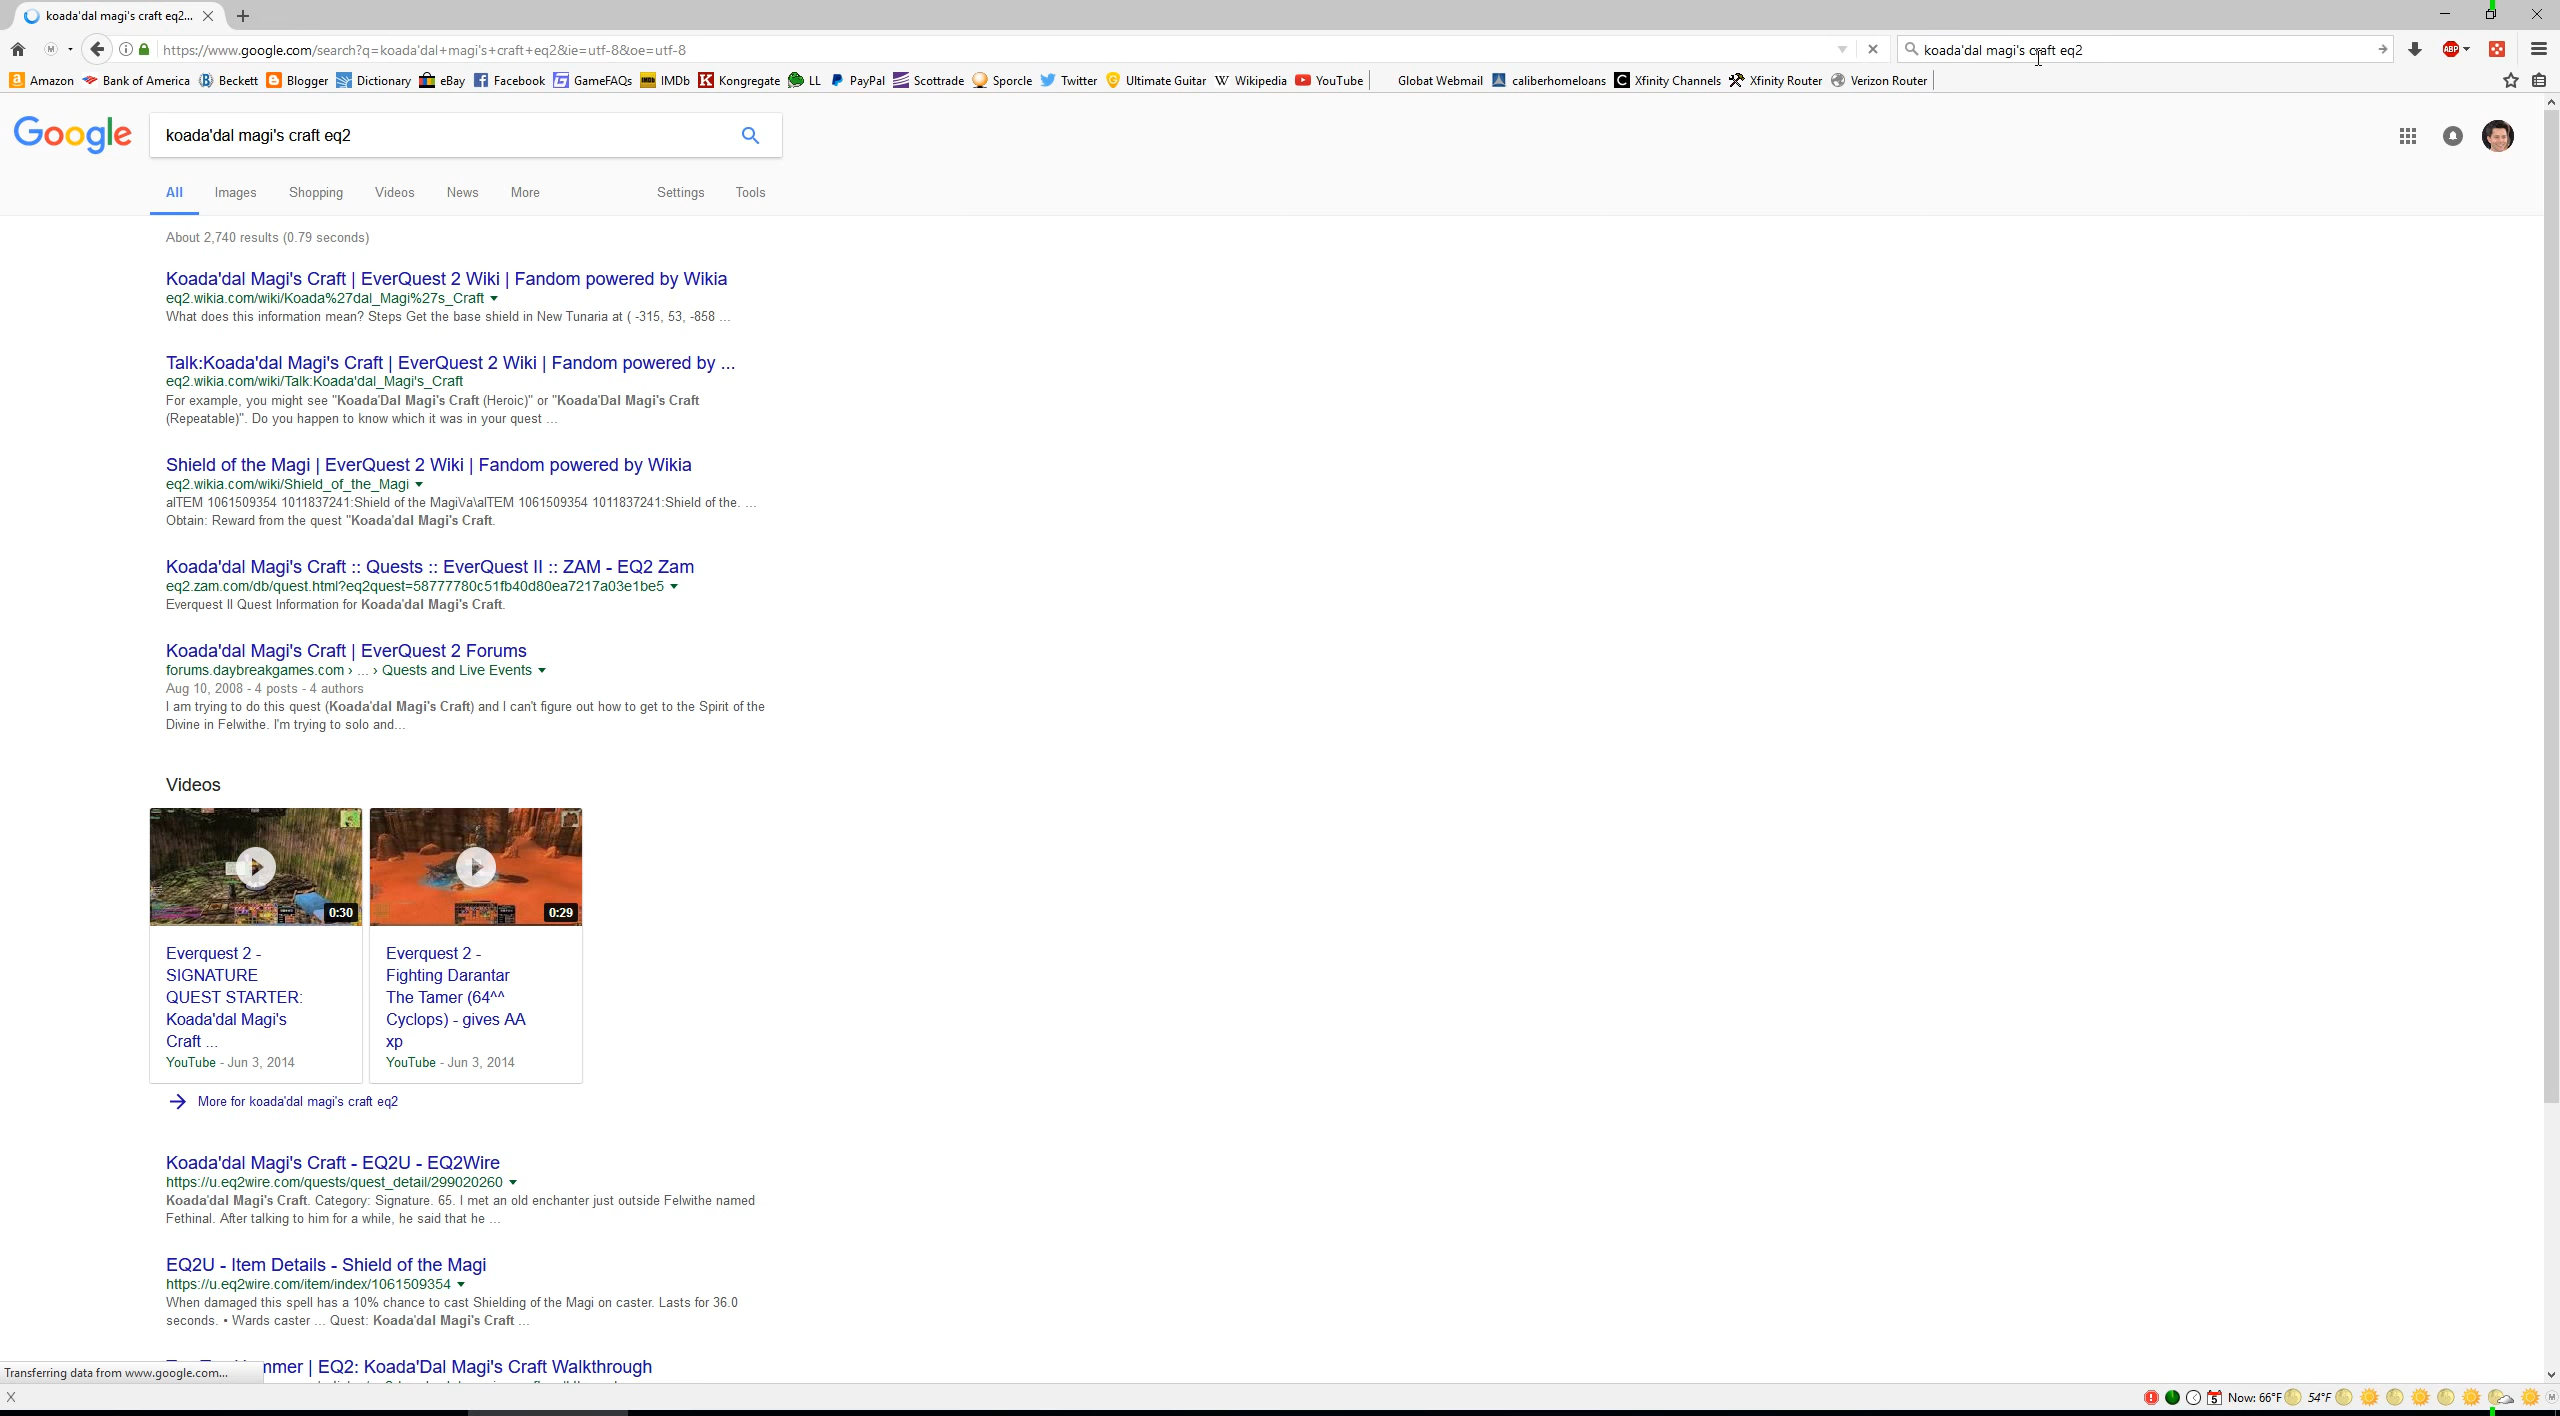 koada'dal magi's craft eq2...
https://www.google.com/search?q=koada'dal+magi's+craft+eq2&ie=utf-8&oe=utf-8
koada'dal magi's craft eq2
Amazon Bank of America Beckett Blogger Dictionary eBay Facebook GameFAQs IMDb Kongregate LL PayPal Scottrade Sporcle Twitter Ultimate Guitar Wikipedia YouTube Globat Webmail caliberhomeloans Xfinity Channels Xfinity Router Verizon Router
Google koada'dal magi's craft eq2
All Images Shopping Videos News More Settings Tools
About 2,740 results (0.79 seconds)
Koada'dal Magi's Craft | EverQuest 2 Wiki | Fandom powered by Wikia
eq2.wikia.com/wiki/Koada%27dal_Magi%27s_Craft
What does this information mean? Steps Get the base shield in New Tunaria at ( -315, 53, -858 ...
Talk:Koada'dal Magi's Craft | EverQuest 2 Wiki | Fandom powered by ...
eq2.wikia.com/wiki/Talk:Koada'dal_Magi's_Craft
For example, you might see "Koada'Dal Magi's Craft (Heroic)" or "Koada'Dal Magi's Craft
(Repeatable)". Do you happen to know which it was in your quest ...
Shield of the Magi | EverQuest 2 Wiki | Fandom powered by Wikia
eq2.wikia.com/wiki/Shield_of_the_Magi
aITEM 1061509354 1011837241:Shield of the Magi\/a\aITEM 1061509354 1011837241:Shield of the. ...
Obtain: Reward from the quest "Koada'dal Magi's Craft.
Koada'dal Magi's Craft :: Quests :: EverQuest II :: ZAM - EQ2 Zam
eq2.zam.com/db/quest.html?eq2quest=58777780c51fb40d80ea7217a03e1be5
Everquest II Quest Information for Koada'dal Magi's Craft.
Koada'dal Magi's Craft | EverQuest 2 Forums
forums.daybreakgames.com › ... › Quests and Live Events
Aug 10, 2008 - 4 posts - 4 authors
I am trying to do this quest (Koada'dal Magi's Craft) and I can't figure out how to get to the Spirit of the
Divine in Felwithe. I'm trying to solo and...
Videos
0:30 0:29
Everquest 2 -
SIGNATURE
QUEST STARTER:
Koada'dal Magi's
Craft ...
YouTube - Jun 3, 2014
Everquest 2 -
Fighting Darantar
The Tamer (64^^
Cyclops) - gives AA
xp
YouTube - Jun 3, 2014
More for koada'dal magi's craft eq2
Koada'dal Magi's Craft - EQ2U - EQ2Wire
https://u.eq2wire.com/quests/quest_detail/299020260
Koada'dal Magi's Craft. Category: Signature. 65. I met an old enchanter just outside Felwithe named
Fethinal. After talking to him for a while, he said that he ...
EQ2U - Item Details - Shield of the Magi
https://u.eq2wire.com/item/index/1061509354
When damaged this spell has a 10% chance to cast Shielding of the Magi on caster. Lasts for 36.0
seconds. • Wards caster ... Quest: Koada'dal Magi's Craft ...
mmer | EQ2: Koada'Dal Magi's Craft Walkthrough
Transferring data from www.google.com...
Now: 66°F 54°F